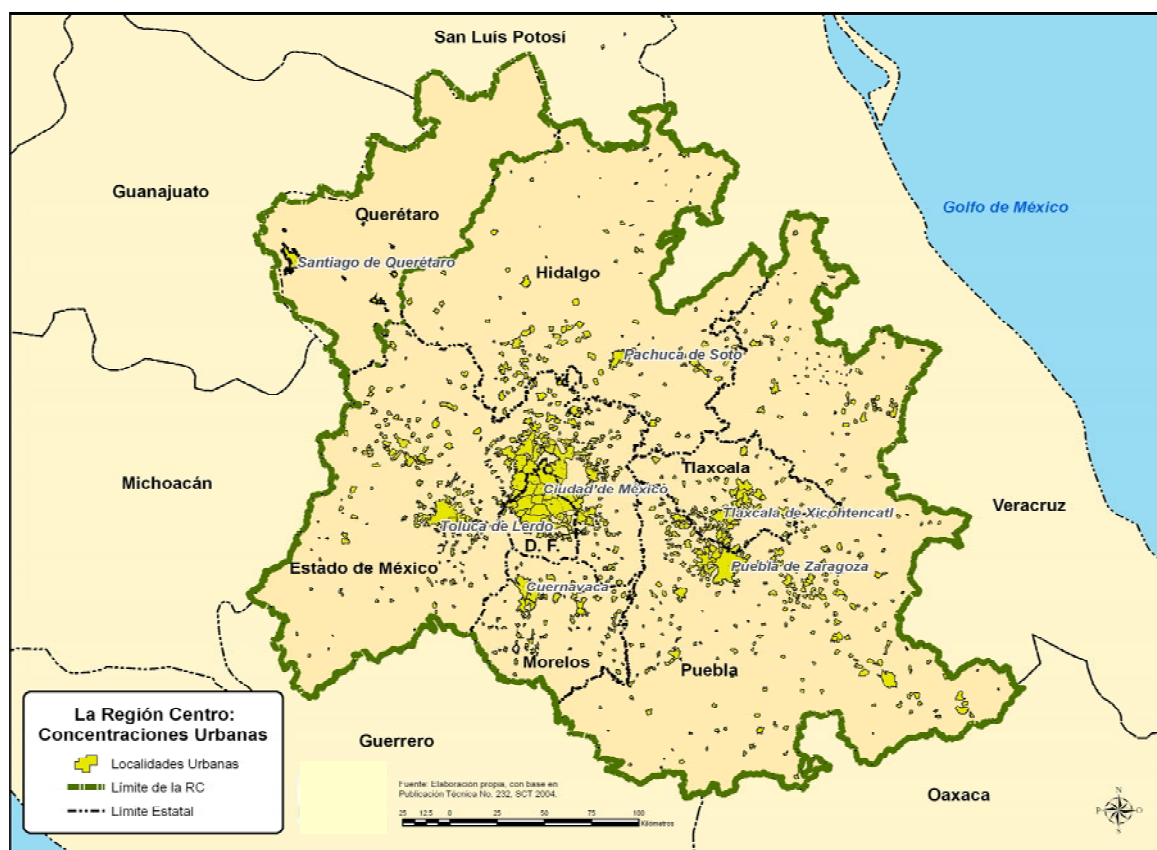 San Luís Potosí
Guanajuato
Querétaro
Golfo de México
Santiago de Querétaro
Hidalgo
Pachuca de Soto
Michoacán
Tlaxcala
Ciudad de México
Veracruz
Toluca de Lerdo
Tlaxcala de Xicohtencatl
D. F.
Estado de México
Puebla de Zaragoza
Cuernavaca
Morelos
Puebla
La Región Centro:
Concentraciones Urbanas
Localidades Urbanas
Límite de la RC
Límite Estatal
Guerrero
Fuente: Elaboración propia, con base en
Publicación Técnica No. 232, SCT 2004.
25 12.5 0 25 50 75 100
Kilómetros
Oaxaca
N
P O
S